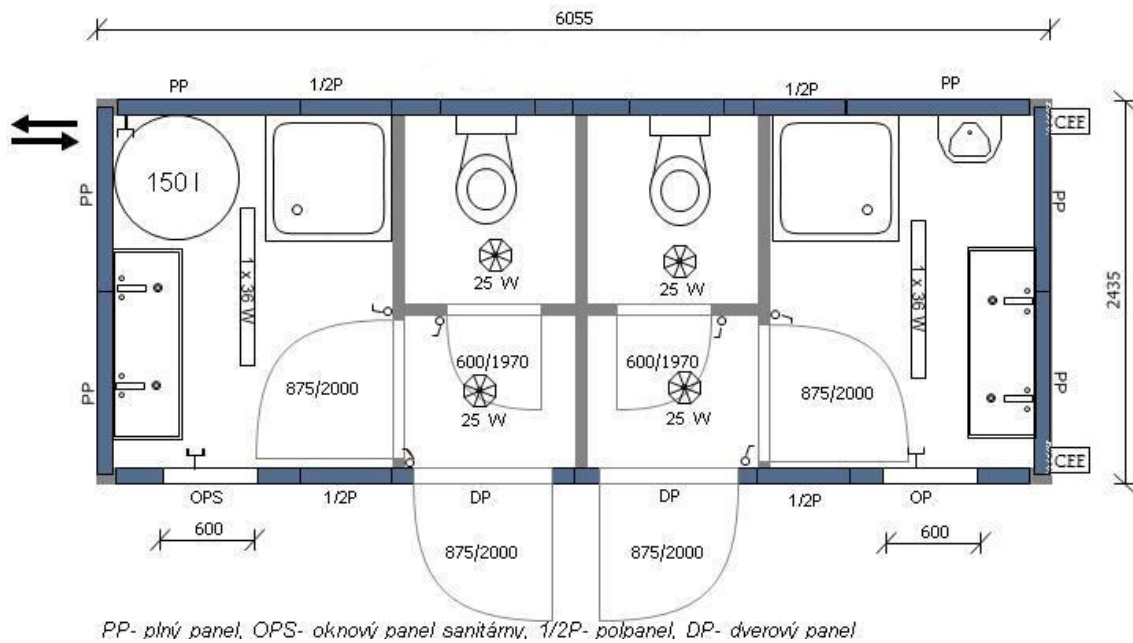 6055
PP 1/2P 1/2P PP
CEE
150 l
PP PP
1 x 36 W 25 W 25 W 1 x 36 W
2435
600/1970 600/1970
875/2000 875/2000
PP PP
25 W 25 W
CEE
OPS 1/2P DP DP 1/2P OP
600 600
875/2000 875/2000
PP- plný panel, OPS- oknový panel sanitárny, 1/2P- polpanel, DP- dverový panel